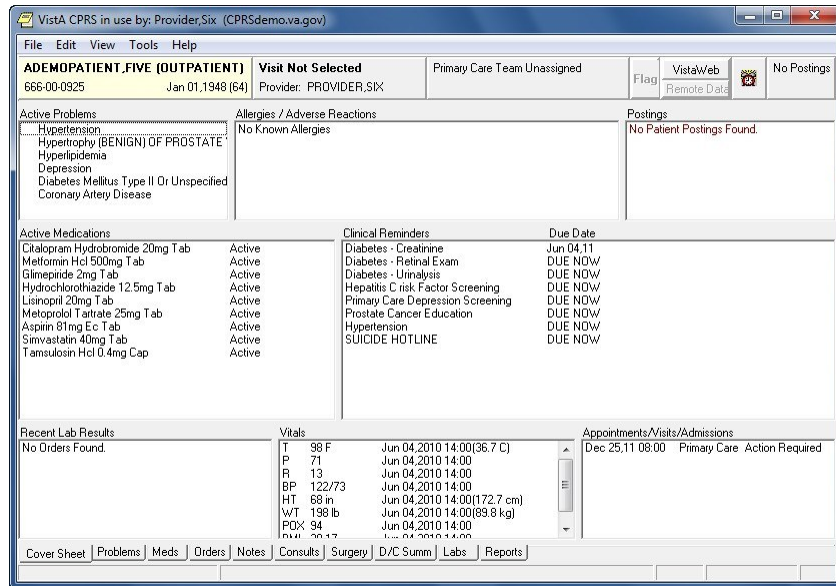 VistA CPRS in use by: Provider,Six (CPRSdemo.va.gov)
File Edit View Tools Help
ADEMOPATIENT,FIVE (OUTPATIENT) Visit Not Selected Primary Care Team Unassigned Flag VistaWeb No Postings
666-00-0925 Jan 01,1948 (64) Provider: PROVIDER,SIX Remote Data
Active Problems Allergies / Adverse Reactions Postings
Hypertension No Known Allergies No Patient Postings Found.
Hypertrophy (BENIGN) OF PROSTATE
Hyperlipidemia
Depression
Diabetes Mellitus Type II Or Unspecified
Coronary Artery Disease
Active Medications Clinical Reminders Due Date
Citalopram Hydrobromide 20mg Tab Active Diabetes - Creatinine Jun 04,11
Metformin Hcl 500mg Tab Active Diabetes - Retinal Exam DUE NOW
Glimepiride 2mg Tab Active Diabetes - Urinalysis DUE NOW
Hydrochlorothiazide 12.5mg Tab Active Hepatitis C risk Factor Screening DUE NOW
Lisinopril 20mg Tab Active Primary Care Depression Screening DUE NOW
Metoprolol Tartrate 25mg Tab Active Prostate Cancer Education DUE NOW
Aspirin 81mg Ec Tab Active Hypertension DUE NOW
Simvastatin 40mg Tab Active SUICIDE HOTLINE DUE NOW
Tamsulosin Hcl 0.4mg Cap Active
Recent Lab Results Vitals Appointments/Visits/Admissions
No Orders Found. T 98 F Jun 04,2010 14:00(36.7 C) Dec 25,11 08:00 Primary Care Action Required
P 71 Jun 04,2010 14:00
R 13 Jun 04,2010 14:00
BP 122/73 Jun 04,2010 14:00
HT 68 in Jun 04,2010 14:00(172.7 cm)
WT 198 lb Jun 04,2010 14:00(89.8 kg)
POX 94 Jun 04,2010 14:00
Cover Sheet Problems Meds Orders Notes Consults Surgery D/C Summ Labs Reports